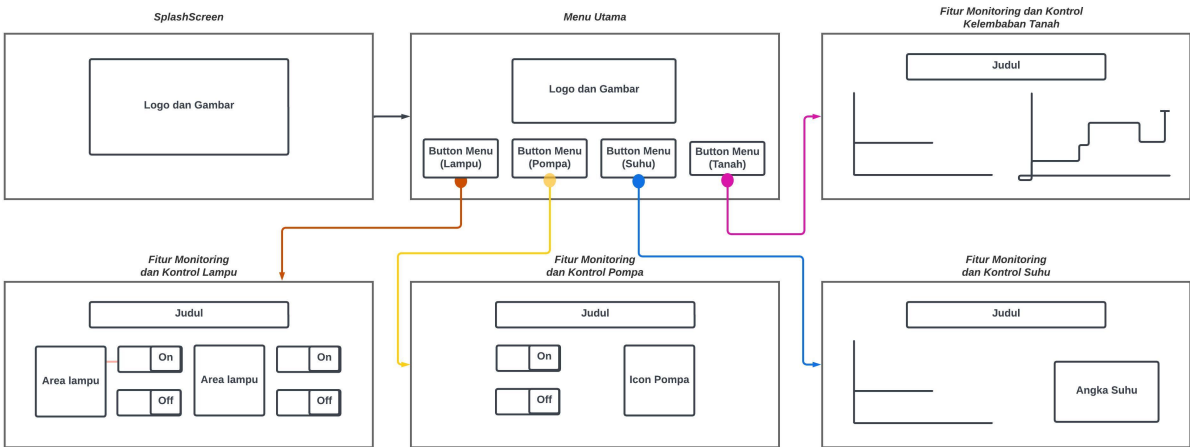 SplashScreen
Menu Utama
Fitur Monitoring dan Kontrol
Kelembaban Tanah
Logo dan Gambar
Logo dan Gambar
Button Menu
(Lampu)
Button Menu
(Pompa)
Button Menu
(Suhu)
Button Menu
(Tanah)
Judul
Fitur Monitoring
dan Kontrol Lampu
Fitur Monitoring
dan Kontrol Pompa
Fitur Monitoring
dan Kontrol Suhu
Judul
Area lampu
On
Off
Area lampu
On
Off
Judul
On
Off
Icon Pompa
Judul
Angka Suhu